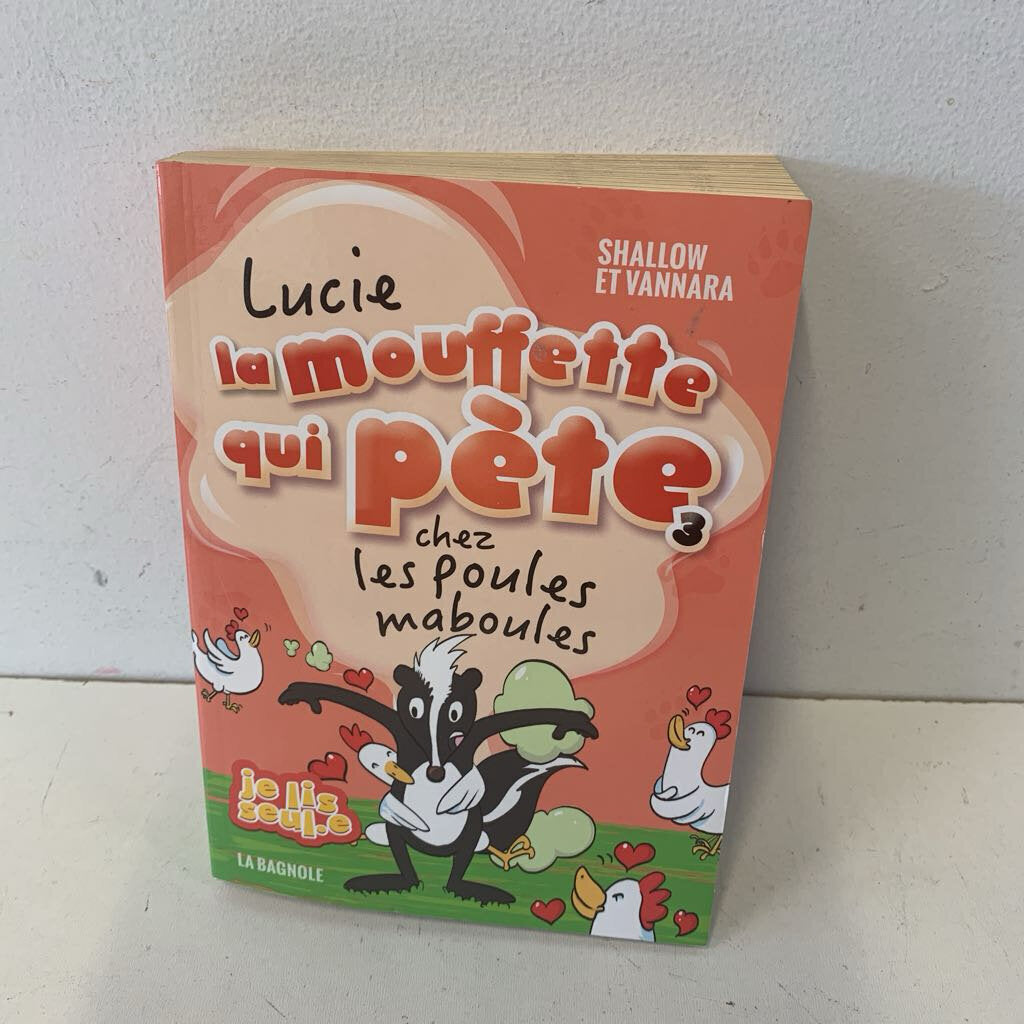 SHALLOW
ET VANNARA
Lucie
la mouffette
qui pète
3
chez
les poules
maboules
je lis
seul.e
LA BAGNOLE